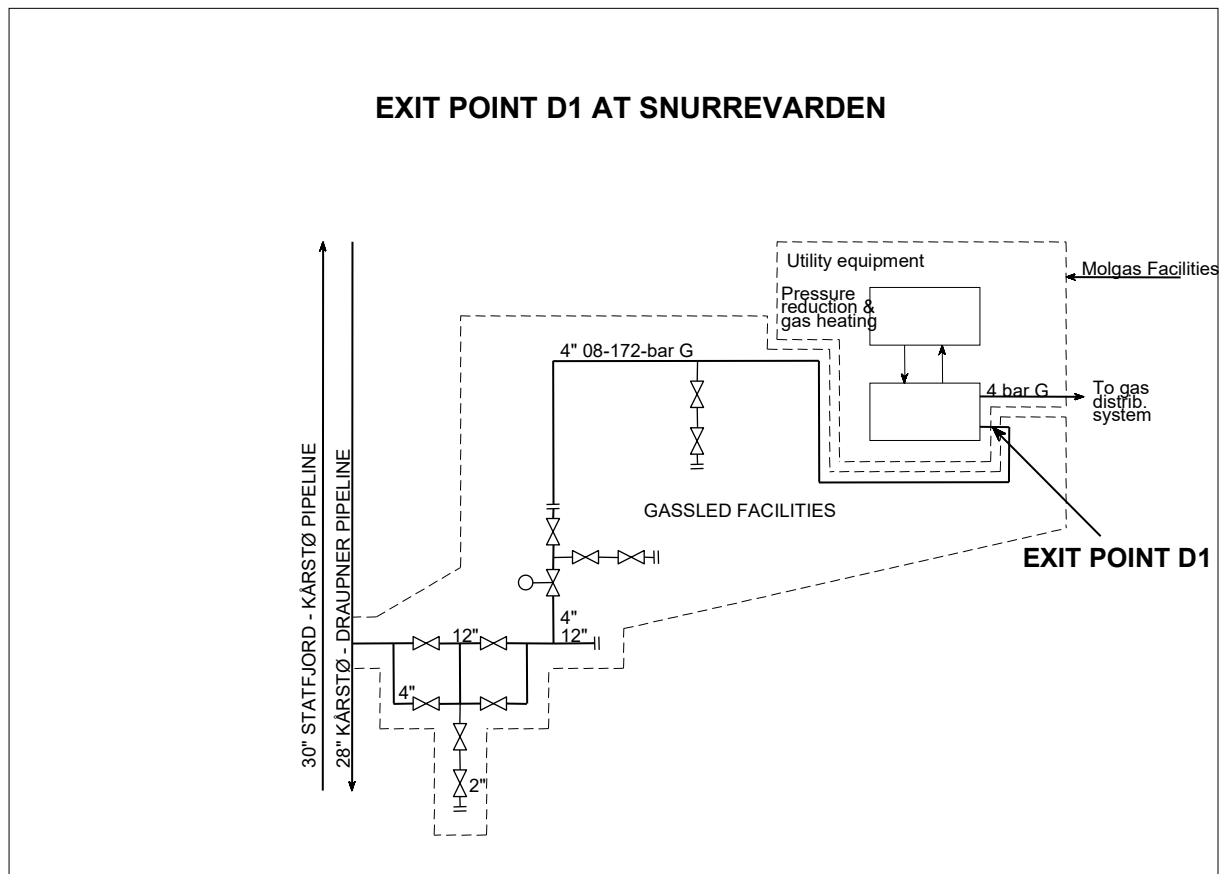 EXIT POINT D1 AT SNURREVARDEN
Utility equipment
Molgas Facilities
Pressure
reduction &
gas heating
4" 08-172-bar G
4 bar G
To gas
distrib.
system
30" STATFJORD - KÅRSTØ PIPELINE
28" KÅRSTØ - DRAUPNER PIPELINE
GASSLED FACILITIES
EXIT POINT D1
4"
12"
12"
4"
2"